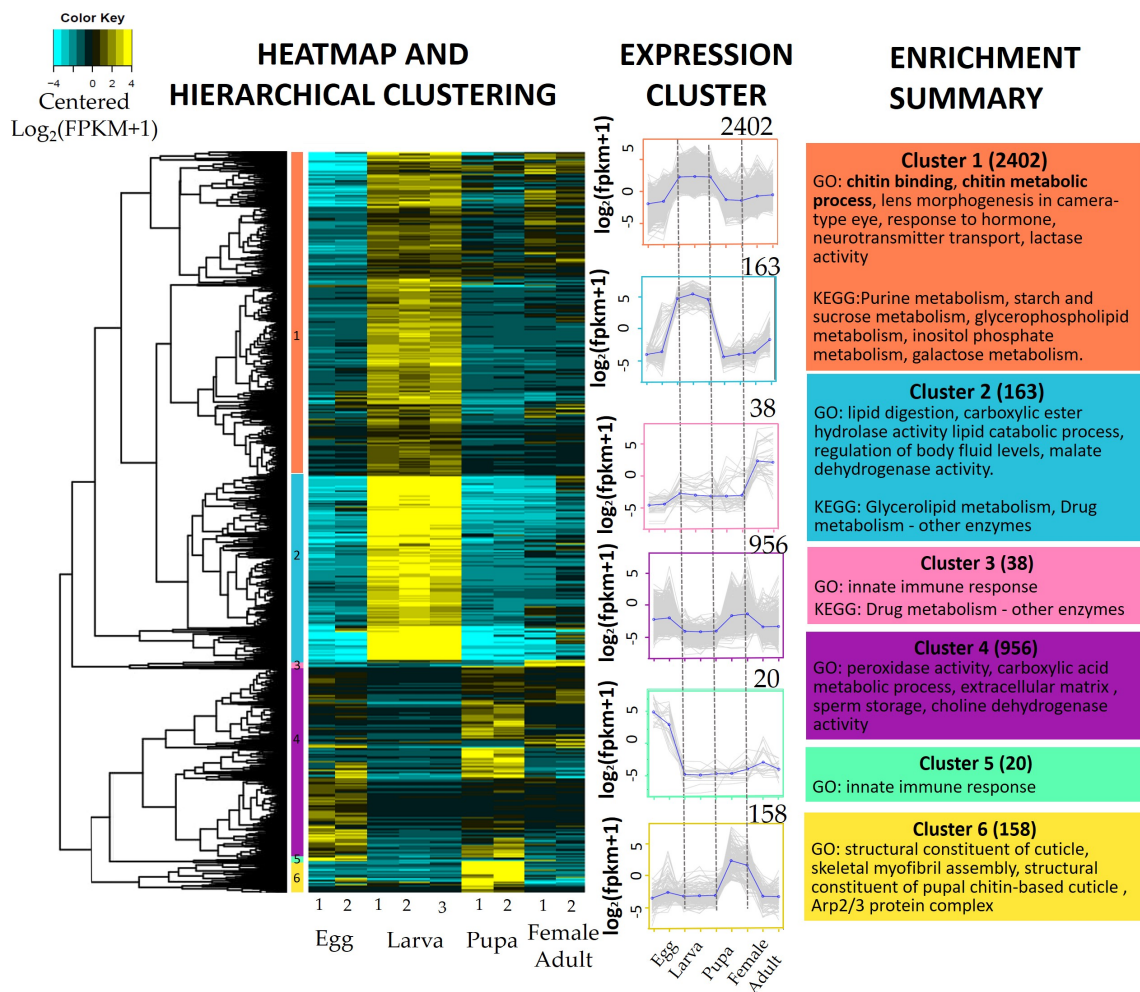 Color Key
−4 0 2 4
Centered
Log2(FPKM+1)
HEATMAP AND
HIERARCHICAL CLUSTERING
1
2
3
4
5
6
1 2 1 2 3 1 2 1 2
Egg Larva Pupa Female
Adult
EXPRESSION
CLUSTER
2402
log2(fpkm+1)
5
0
-5
163
log2(fpkm+1)
5
0
-5
38
log2(fpkm+1)
5
0
-5
956
log2(fpkm+1)
5
0
-5
20
log2(fpkm+1)
5
0
-5
158
log2(fpkm+1)
5
0
-5
Egg
Larva
Pupa
Female
Adult
ENRICHMENT
SUMMARY
Cluster 1 (2402)
GO: chitin binding, chitin metabolic
process, lens morphogenesis in camera-
type eye, response to hormone,
neurotransmitter transport, lactase
activity
KEGG:Purine metabolism, starch and
sucrose metabolism, glycerophospholipid
metabolism, inositol phosphate
metabolism, galactose metabolism.
Cluster 2 (163)
GO: lipid digestion, carboxylic ester
hydrolase activity lipid catabolic process,
regulation of body fluid levels, malate
dehydrogenase activity.
KEGG: Glycerolipid metabolism, Drug
metabolism - other enzymes
Cluster 3 (38)
GO: innate immune response
KEGG: Drug metabolism - other enzymes
Cluster 4 (956)
GO: peroxidase activity, carboxylic acid
metabolic process, extracellular matrix ,
sperm storage, choline dehydrogenase
activity
Cluster 5 (20)
GO: innate immune response
Cluster 6 (158)
GO: structural constituent of cuticle,
skeletal myofibril assembly, structural
constituent of pupal chitin-based cuticle ,
Arp2/3 protein complex